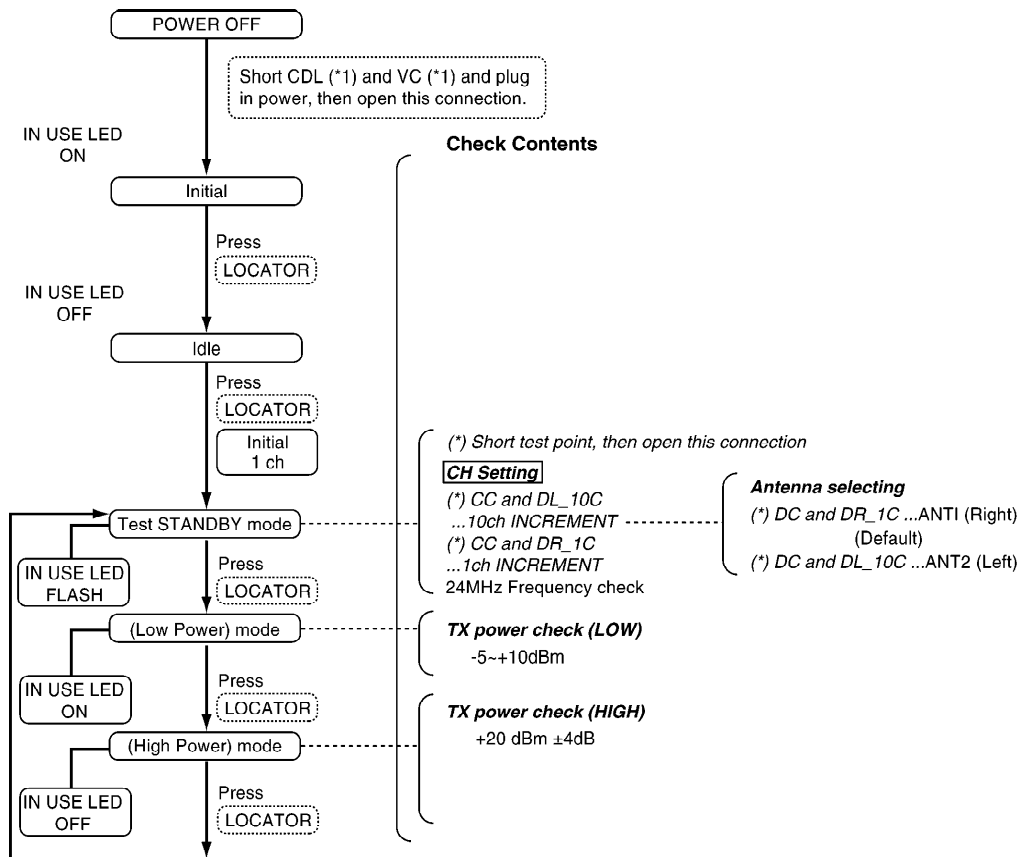 POWER OFF
Short CDL (*1) and VC (*1) and plug
in power, then open this connection.
IN USE LED
ON
Check Contents
Initial
Press
LOCATOR
IN USE LED
OFF
Idle
Press
LOCATOR
Initial
1 ch
(*) Short test point, then open this connection
CH Setting
(*) CC and DL_10C
...10ch INCREMENT
(*) CC and DR_1C
...1ch INCREMENT
24MHz Frequency check
Antenna selecting
(*) DC and DR_1C ...ANTI (Right)
(Default)
(*) DC and DL_10C ...ANT2 (Left)
Test STANDBY mode
IN USE LED
FLASH
Press
LOCATOR
(Low Power) mode
TX power check (LOW)
-5~+10dBm
IN USE LED
ON
Press
LOCATOR
(High Power) mode
TX power check (HIGH)
+20 dBm ±4dB
IN USE LED
OFF
Press
LOCATOR